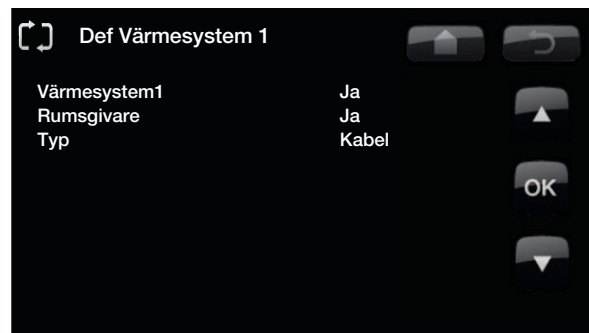 Def Värmesystem 1
Värmesystem1 Ja
Rumsgivare Ja
Typ Kabel
OK